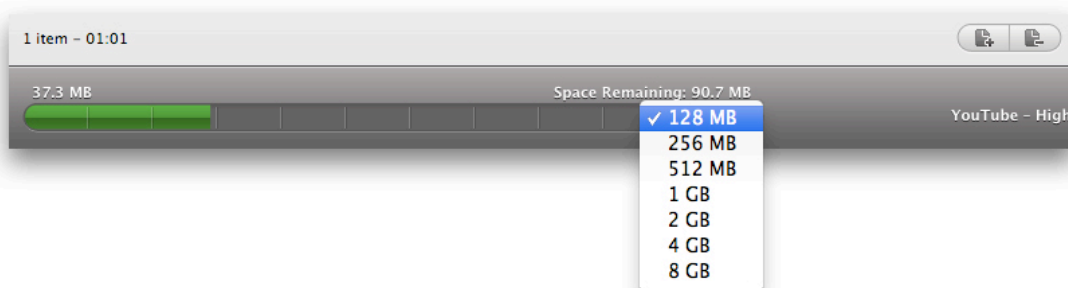 1 item – 01:01
37.3 MB
Space Remaining: 90.7 MB
✓ 128 MB
YouTube – High
256 MB
512 MB
1 GB
2 GB
4 GB
8 GB